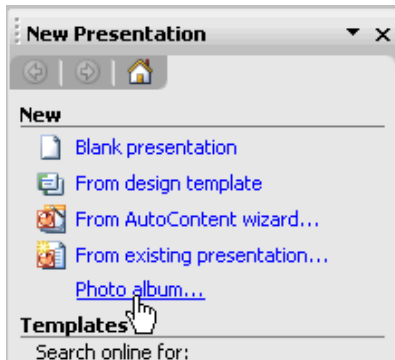 New Presentation
New
Blank presentation
From design template
From AutoContent wizard...
From existing presentation...
Photo album...
Templates
Search online for: